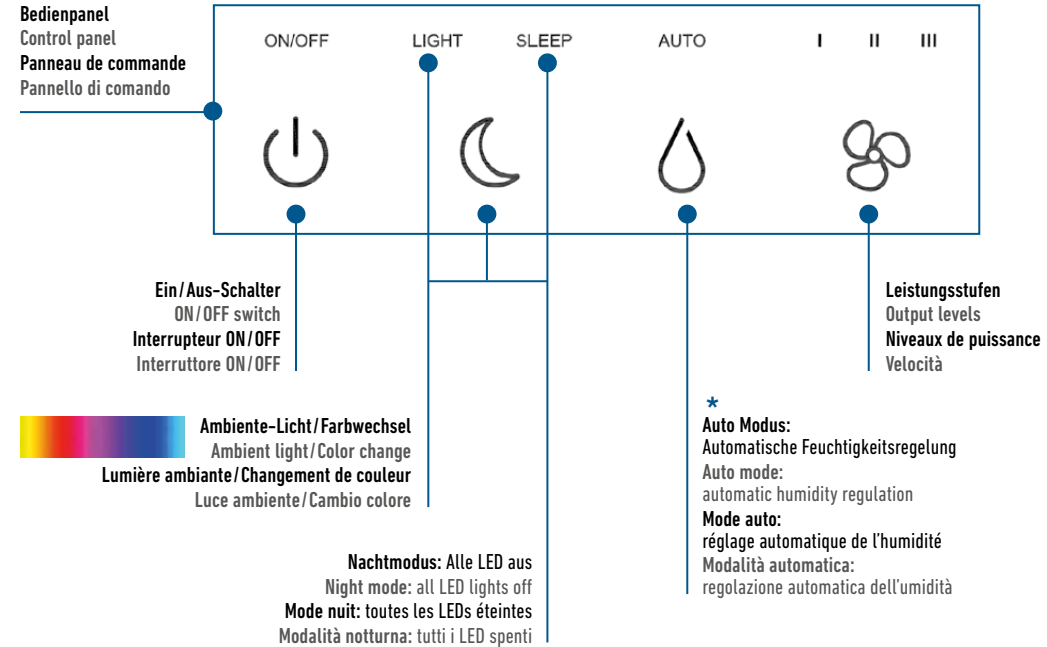 Bedienpanel
Control panel
Panneau de commande
Pannello di comando
ON/OFF LIGHT SLEEP AUTO I II III
Ein/Aus-Schalter
ON/OFF switch
Interrupteur ON/OFF
Interruttore ON/OFF
Leistungsstufen
Output levels
Niveaux de puissance
Velocità
Ambiente-Licht/Farbwechsel
Ambient light/Color change
Lumière ambiante/Changement de couleur
Luce ambiente/Cambio colore
*
Auto Modus:
Automatische Feuchtigkeitsregelung
Auto mode:
automatic humidity regulation
Mode auto:
réglage automatique de l'humidité
Modalità automatica:
regolazione automatica dell'umidità
Nachtmodus: Alle LED aus
Night mode: all LED lights off
Mode nuit: toutes les LEDs éteintes
Modalità notturna: tutti i LED spenti